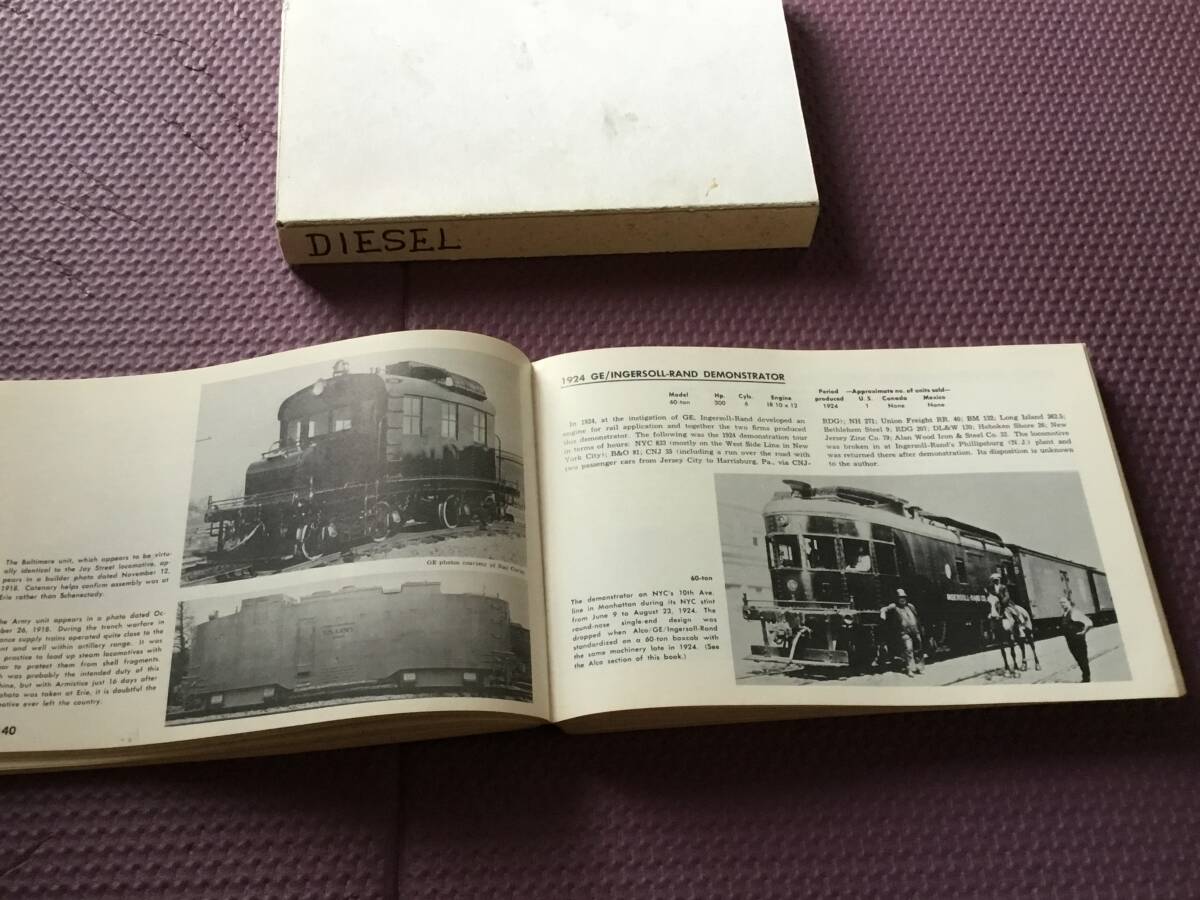 DIESEL
GE photos courtesy of Paul
The Baltimore unit, which appears to be virtu-
ally identical to the Jay Street locomotive, ap-
pears in a builder photo dated November 12,
1918. Catenary helps confirm assembly was at
Erie rather than Schenectady.
he Army unit appears in a photo dated Oc-
ber 26, 1918. During the trench warfare in
ance supply trains operated quite close to the
nt and well within artillery range. It was
practice to load up steam locomotives with
or to protect them from shell fragments.
h was probably the intended duty of this
hine, but with Armistice just 16 days after
hoto was taken at Erie, it is doubtful the
motive ever left the country.
40
1924 GE/INGERSOLL-RAND DEMONSTRATOR
Model Hp. Cyls. Engine
60-ton 300 6 IR 10 x 12
Period —Approximate no. of units sold—
produced U. S. Canada Mexico
1924 1 None None
In 1924, at the instigation of GE, Ingersoll-Rand developed an
engine for rail application and together the two firms produced
this demonstrator. The following was the 1924 demonstration tour
in terms of hours: NYC 823 (mostly on the West Side Line in New
York City); B&O 81; CNJ 35 (including a run over the road with
two passenger cars from Jersey City to Harrisburg, Pa., via CNJ-
RDG); NH 271; Union Freight RR. 40; BM 132; Long Island 262.5;
Bethlehem Steel 9; RDG 207; DL&W 120; Hoboken Shore 26; New
Jersey Zinc Co. 79; Alan Wood Iron & Steel Co. 32. The locomotive
was broken in at Ingersoll-Rand's Phillipsburg (N. J.) plant and
was returned there after demonstration. Its disposition is unknown
to the author.
60-ton
The demonstrator on NYC's 10th Ave.
line in Manhattan during its NYC stint
from June 9 to August 23, 1924. The
round-nose single-end design was
dropped when Alco/GE/Ingersoll-Rand
standardized on a 60-ton boxcab with
the same machinery late in 1924. (See
the Alco section of this book.)